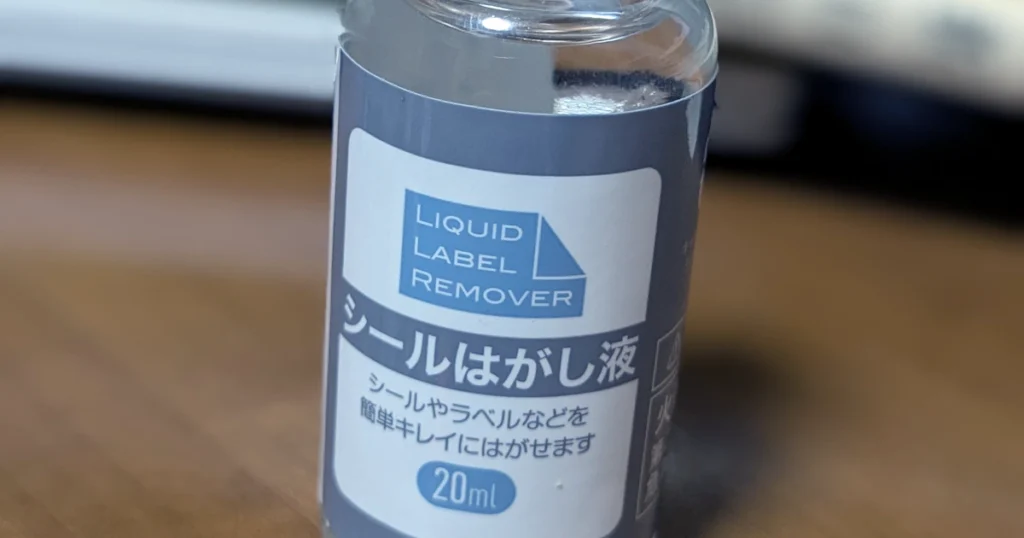 LIQUID
LABEL
REMOVER
シールはがし液
シールやラベルなどを
簡単キレイにはがせます
20ml
火